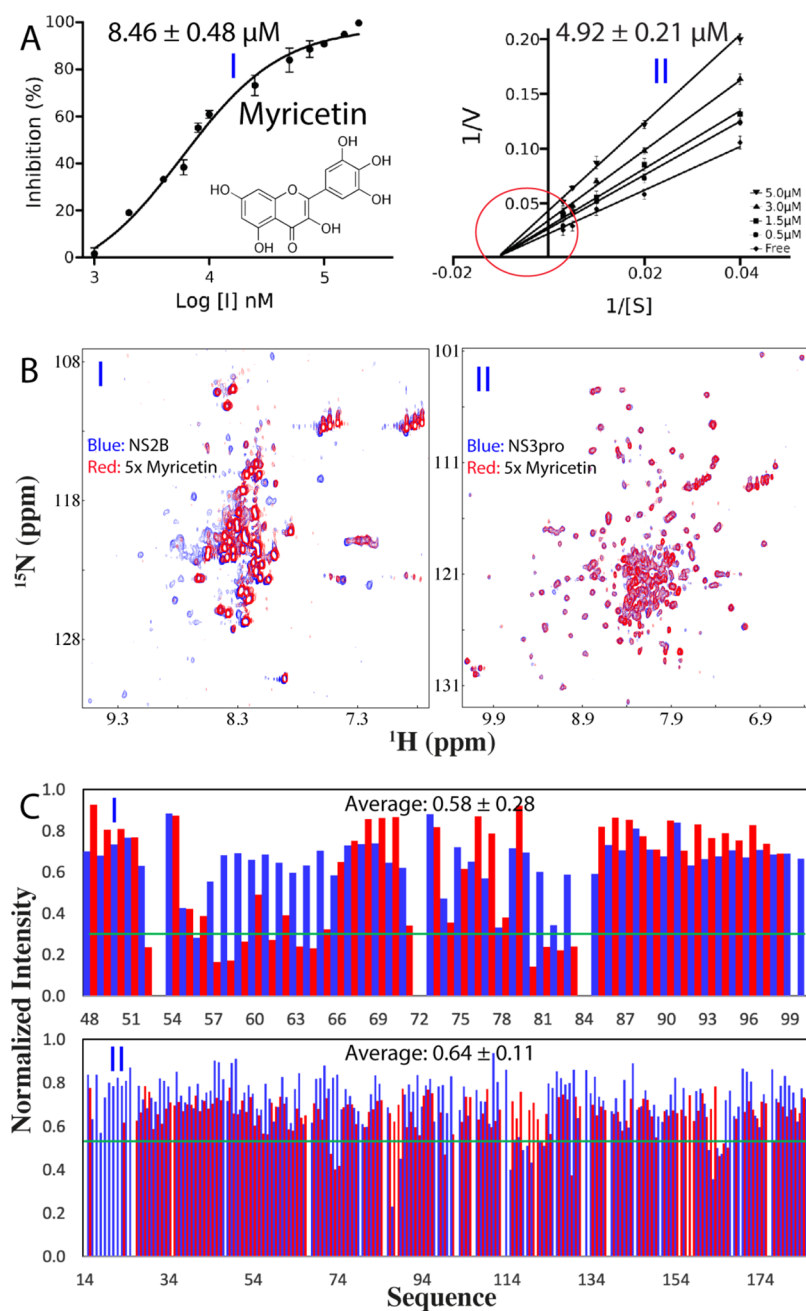 A
8.46 ± 0.48 µM
I
Myricetin
Inhibition (%)
100
80
60
40
20
0
3
4
5
Log [I] nM
HO
OH
OH
OH
OH
OH
O
O
4.92 ± 0.21 µM
II
1/V
0.20
0.15
0.10
0.05
-0.02
0.02
0.04
1/[S]
5.0µM
3.0µM
1.5µM
0.5µM
Free
B
I
Blue: NS2B
Red: 5x Myricetin
108
118
128
15N (ppm)
9.3
8.3
7.3
II
Blue: NS3pro
Red: 5x Myricetin
101
111
121
131
9.9
8.9
7.9
6.9
1H (ppm)
C
I
Average: 0.58 ± 0.28
1.0
0.8
0.6
0.4
0.2
0.0
48 51 54 57 60 63 66 69 72 75 78 81 84 87 90 93 96 99
Normalized Intensity
II
Average: 0.64 ± 0.11
1.0
0.8
0.6
0.4
0.2
0.0
14 34 54 74 94 114 134 154 174
Sequence